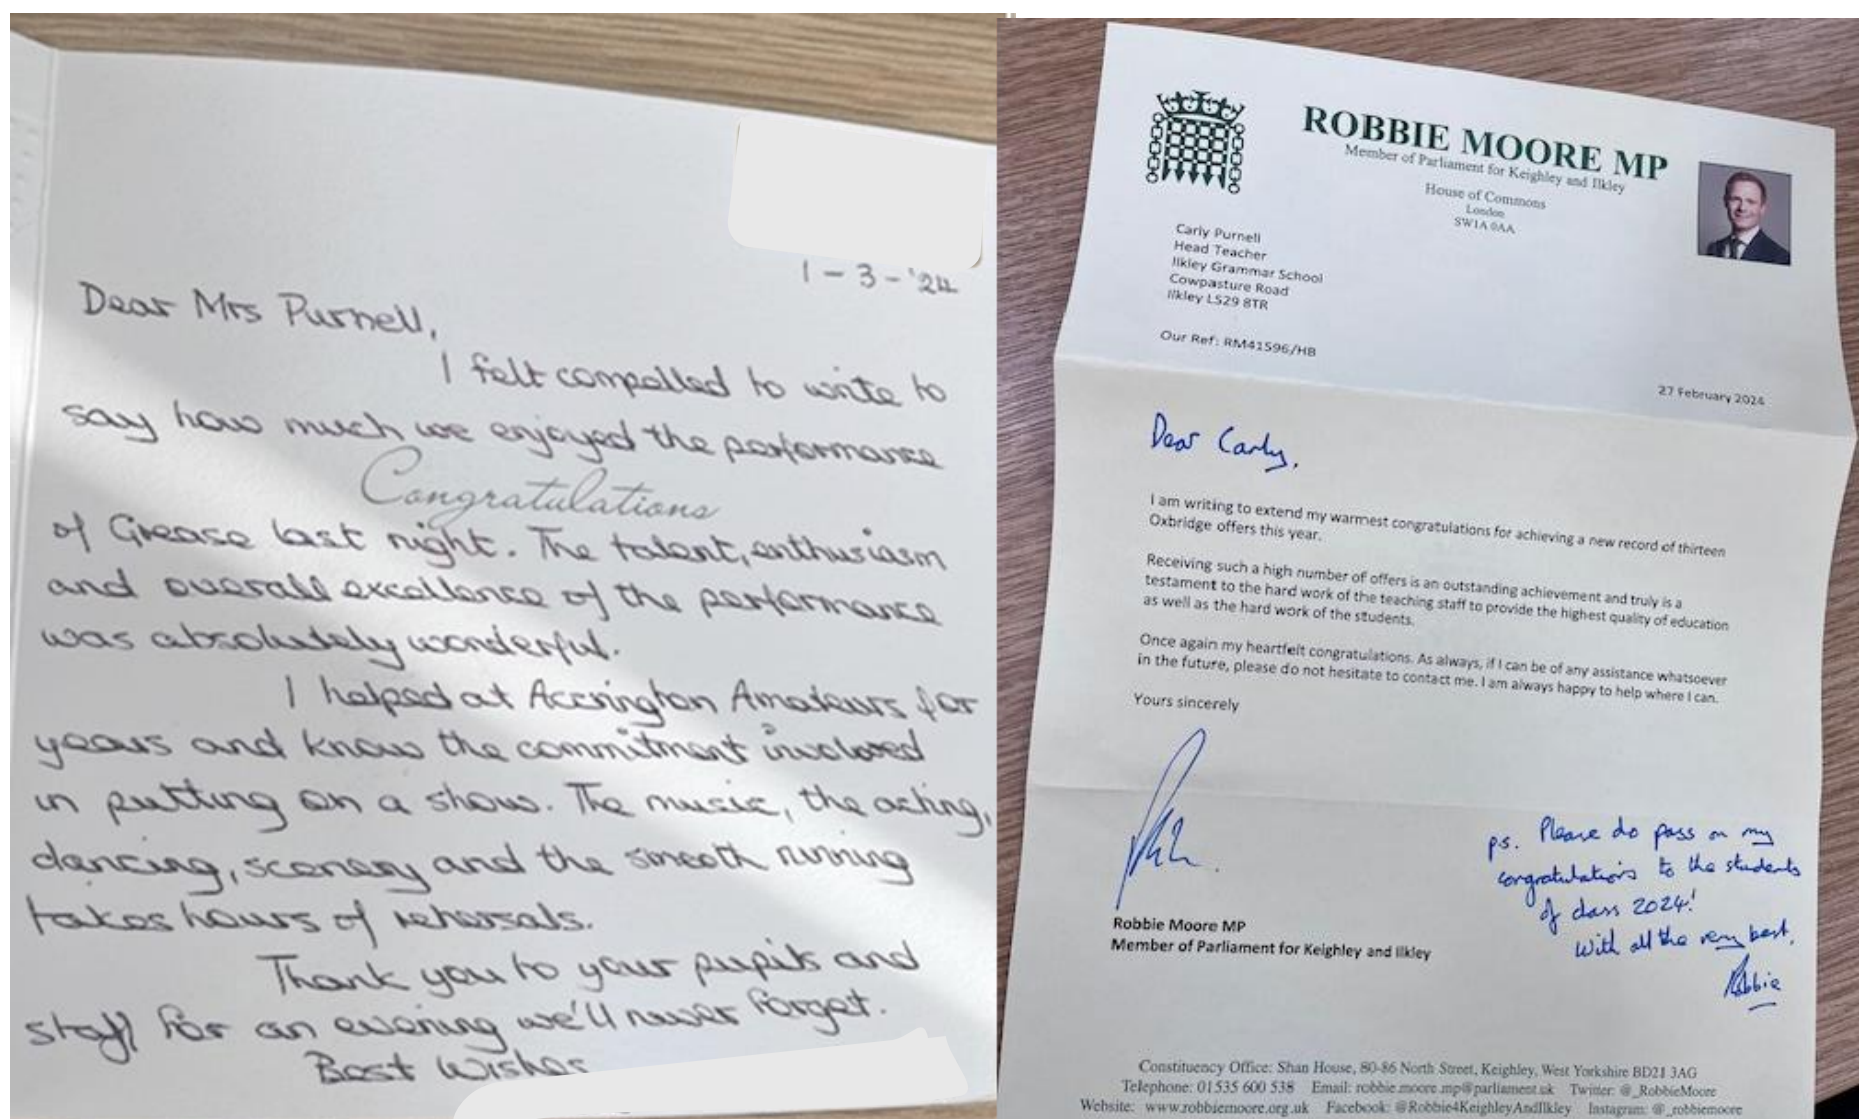 1-3-'24
Dear Mrs Purnell,
I felt compelled to write to
say how much we enjoyed the performance
Congratulations
of Grease last night. The talent, enthusiasm
and overall excellence of the performance
was absolutely wonderful.
I helped at Accrington Amateurs for
years and know the commitment involved
in putting on a show. The music, the acting,
dancing, scenery and the smooth running
takes hours of rehersals.
Thank you to your pupils and
staff for an evening we'll never forget.
Best Wishes
ROBBIE MOORE MP
Member of Parliament for Keighley and Ilkley
House of Commons
London
SW1A 0AA
Carly Purnell
Head Teacher
Ilkley Grammar School
Cowpasture Road
Ilkley LS29 8TR
Our Ref: RM41596/HB
27 February 2024
Dear Carly,
I am writing to extend my warmest congratulations for achieving a new record of thirteen
Oxbridge offers this year.
Receiving such a high number of offers is an outstanding achievement and truly is a
testament to the hard work of the teaching staff to provide the highest quality of education
as well as the hard work of the students.
Once again my heartfelt congratulations. As always, if I can be of any assistance whatsoever
in the future, please do not hesitate to contact me. I am always happy to help where I can.
Yours sincerely
Robbie Moore MP
Member of Parliament for Keighley and Ilkley
ps. Please do pass on my
congratulations to the students
of class 2024!
With all the very best,
Robbie
Constituency Office: Shan House, 80-86 North Street, Keighley, West Yorkshire BD21 3AG
Telephone: 01535 600 538 Email: robbie.moore.mp@parliament.uk Twitter: @_RobbieMoore
Website: www.robbiemoore.org.uk Facebook: @Robbie4KeighleyAndIlkley Instagram: @_robbiemoore